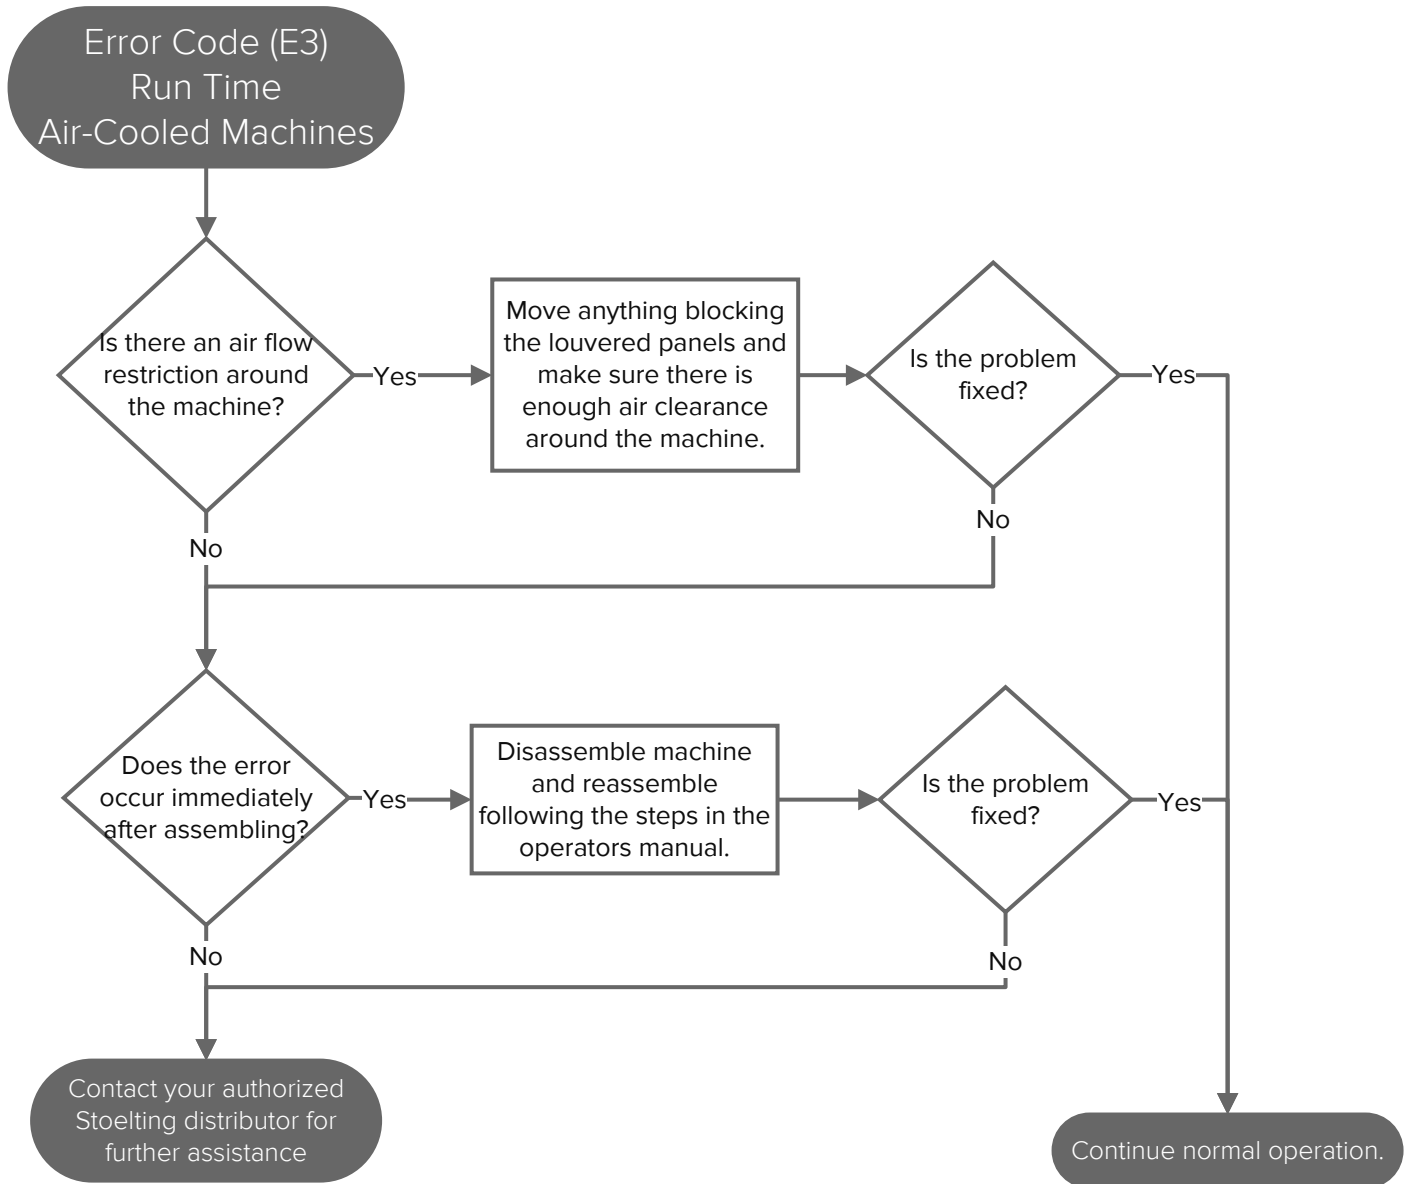 Error Code (E3)
Run Time
Air-Cooled Machines
Is there an air flow
restriction around
the machine?
Yes
Move anything blocking
the louvered panels and
make sure there is
enough air clearance
around the machine.
Is the problem
fixed?
Yes
No
No
Does the error
occur immediately
after assembling?
Yes
Disassemble machine
and reassemble
following the steps in the
operators manual.
Is the problem
fixed?
Yes
No
No
Contact your authorized
Stoelting distributor for
further assistance
Continue normal operation.